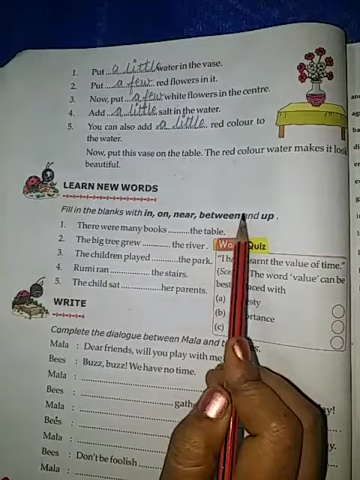 1. Put ...a little... water in the vase.
2. Put ...a few... red flowers in it.
3. Now, put ...a few... white flowers in the centre.
4. Add ...a little... salt in the water.
5. You can also add ...a little... red colour to
the water.
Now, put this vase on the table. The red colour water makes it look
beautiful.
LEARN NEW WORDS
Fill in the blanks with in, on, near, between and up .
1. There were many books .........the table.
2. The big tree grew ........... the river .
3. The children played ..........the park.
4. Rumi ran ............. the stairs.
5. The child sat .............her parents.
Quiz
learnt the value of time."
The word 'value' can be
best
with
(a)
(b)
(c)
WRITE
Complete the dialogue between Mala and
Mala : Dear friends, will you play with me
Bees : Buzz, buzz! We have no time.
Mala :
Bees :
Mala :
Bees :
Mala :
Bees : Don't be foolish
Mala :